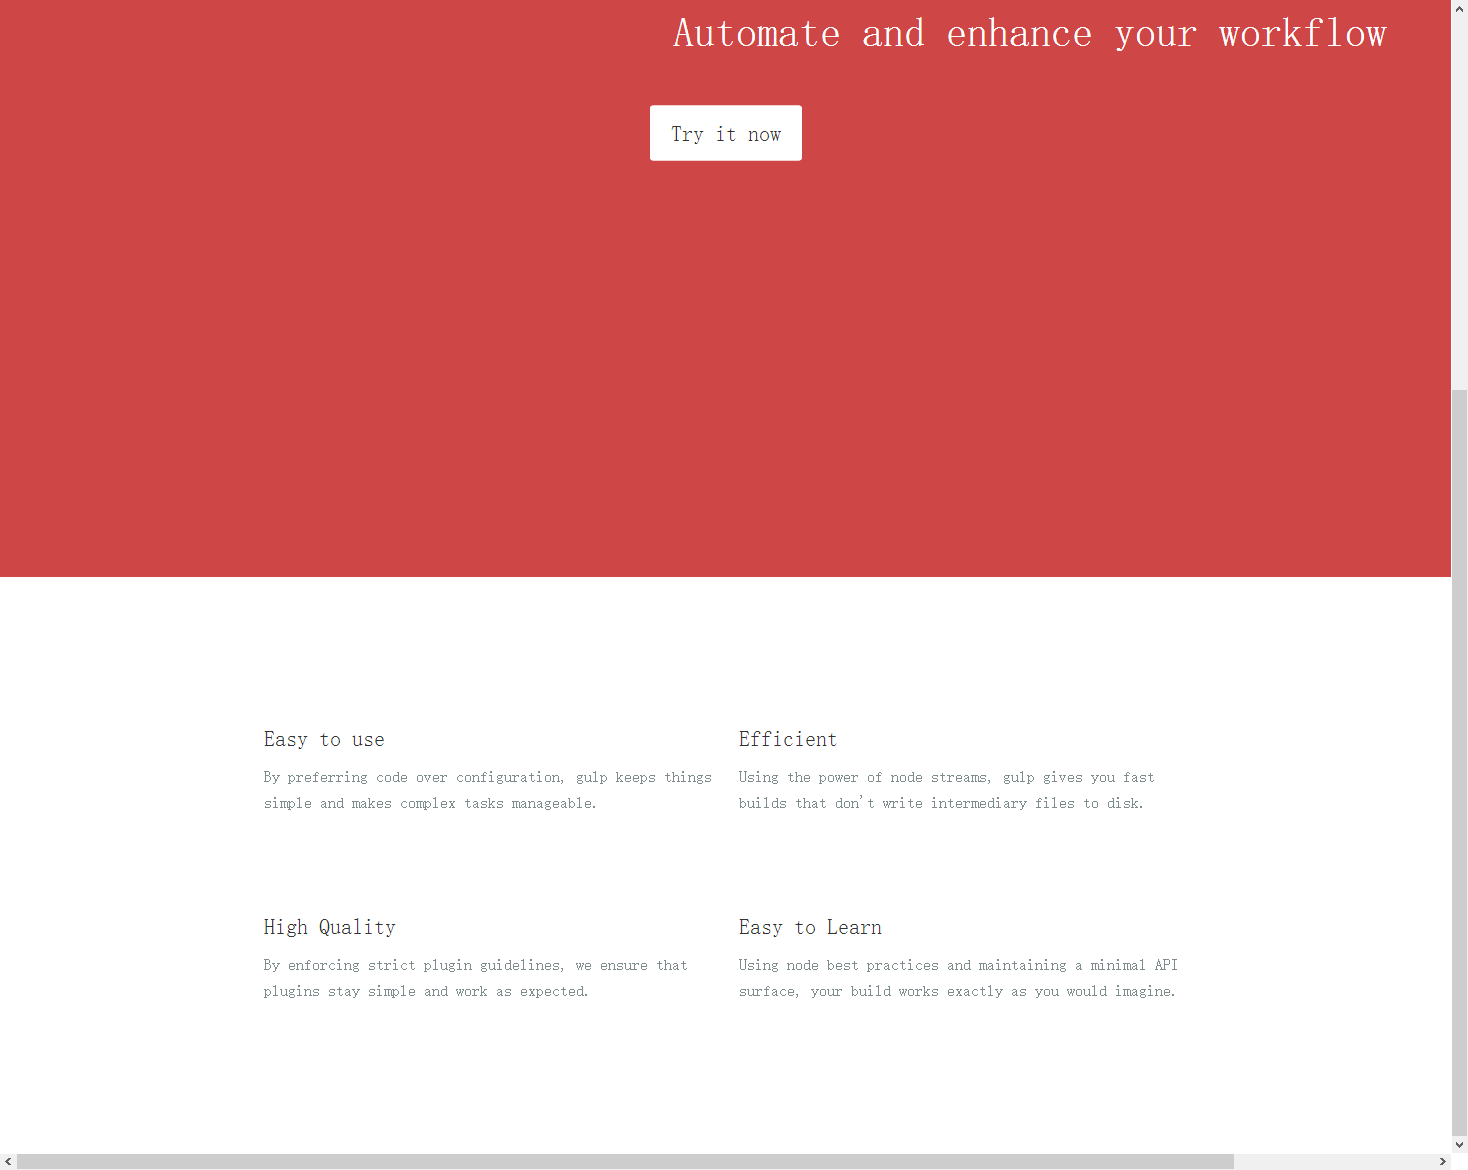 Automate and enhance your workflow
Try it now
Easy to use
By preferring code over configuration, gulp keeps things
simple and makes complex tasks manageable.
Efficient
Using the power of node streams, gulp gives you fast
builds that don't write intermediary files to disk.
High Quality
By enforcing strict plugin guidelines, we ensure that
plugins stay simple and work as expected.
Easy to Learn
Using node best practices and maintaining a minimal API
surface, your build works exactly as you would imagine.